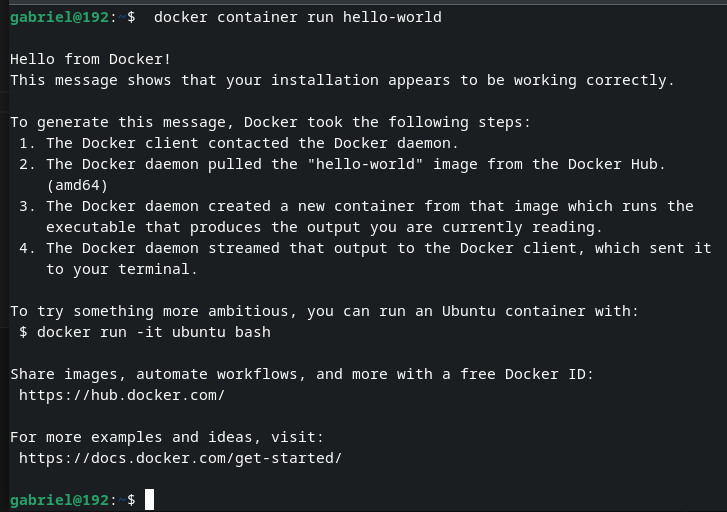 gabriel@192:~$  docker container run hello-world

Hello from Docker!
This message shows that your installation appears to be working correctly.

To generate this message, Docker took the following steps:
 1. The Docker client contacted the Docker daemon.
 2. The Docker daemon pulled the "hello-world" image from the Docker Hub.
    (amd64)
 3. The Docker daemon created a new container from that image which runs the
    executable that produces the output you are currently reading.
 4. The Docker daemon streamed that output to the Docker client, which sent it
    to your terminal.

To try something more ambitious, you can run an Ubuntu container with:
 $ docker run -it ubuntu bash

Share images, automate workflows, and more with a free Docker ID:
 https://hub.docker.com/

For more examples and ideas, visit:
 https://docs.docker.com/get-started/

gabriel@192:~$